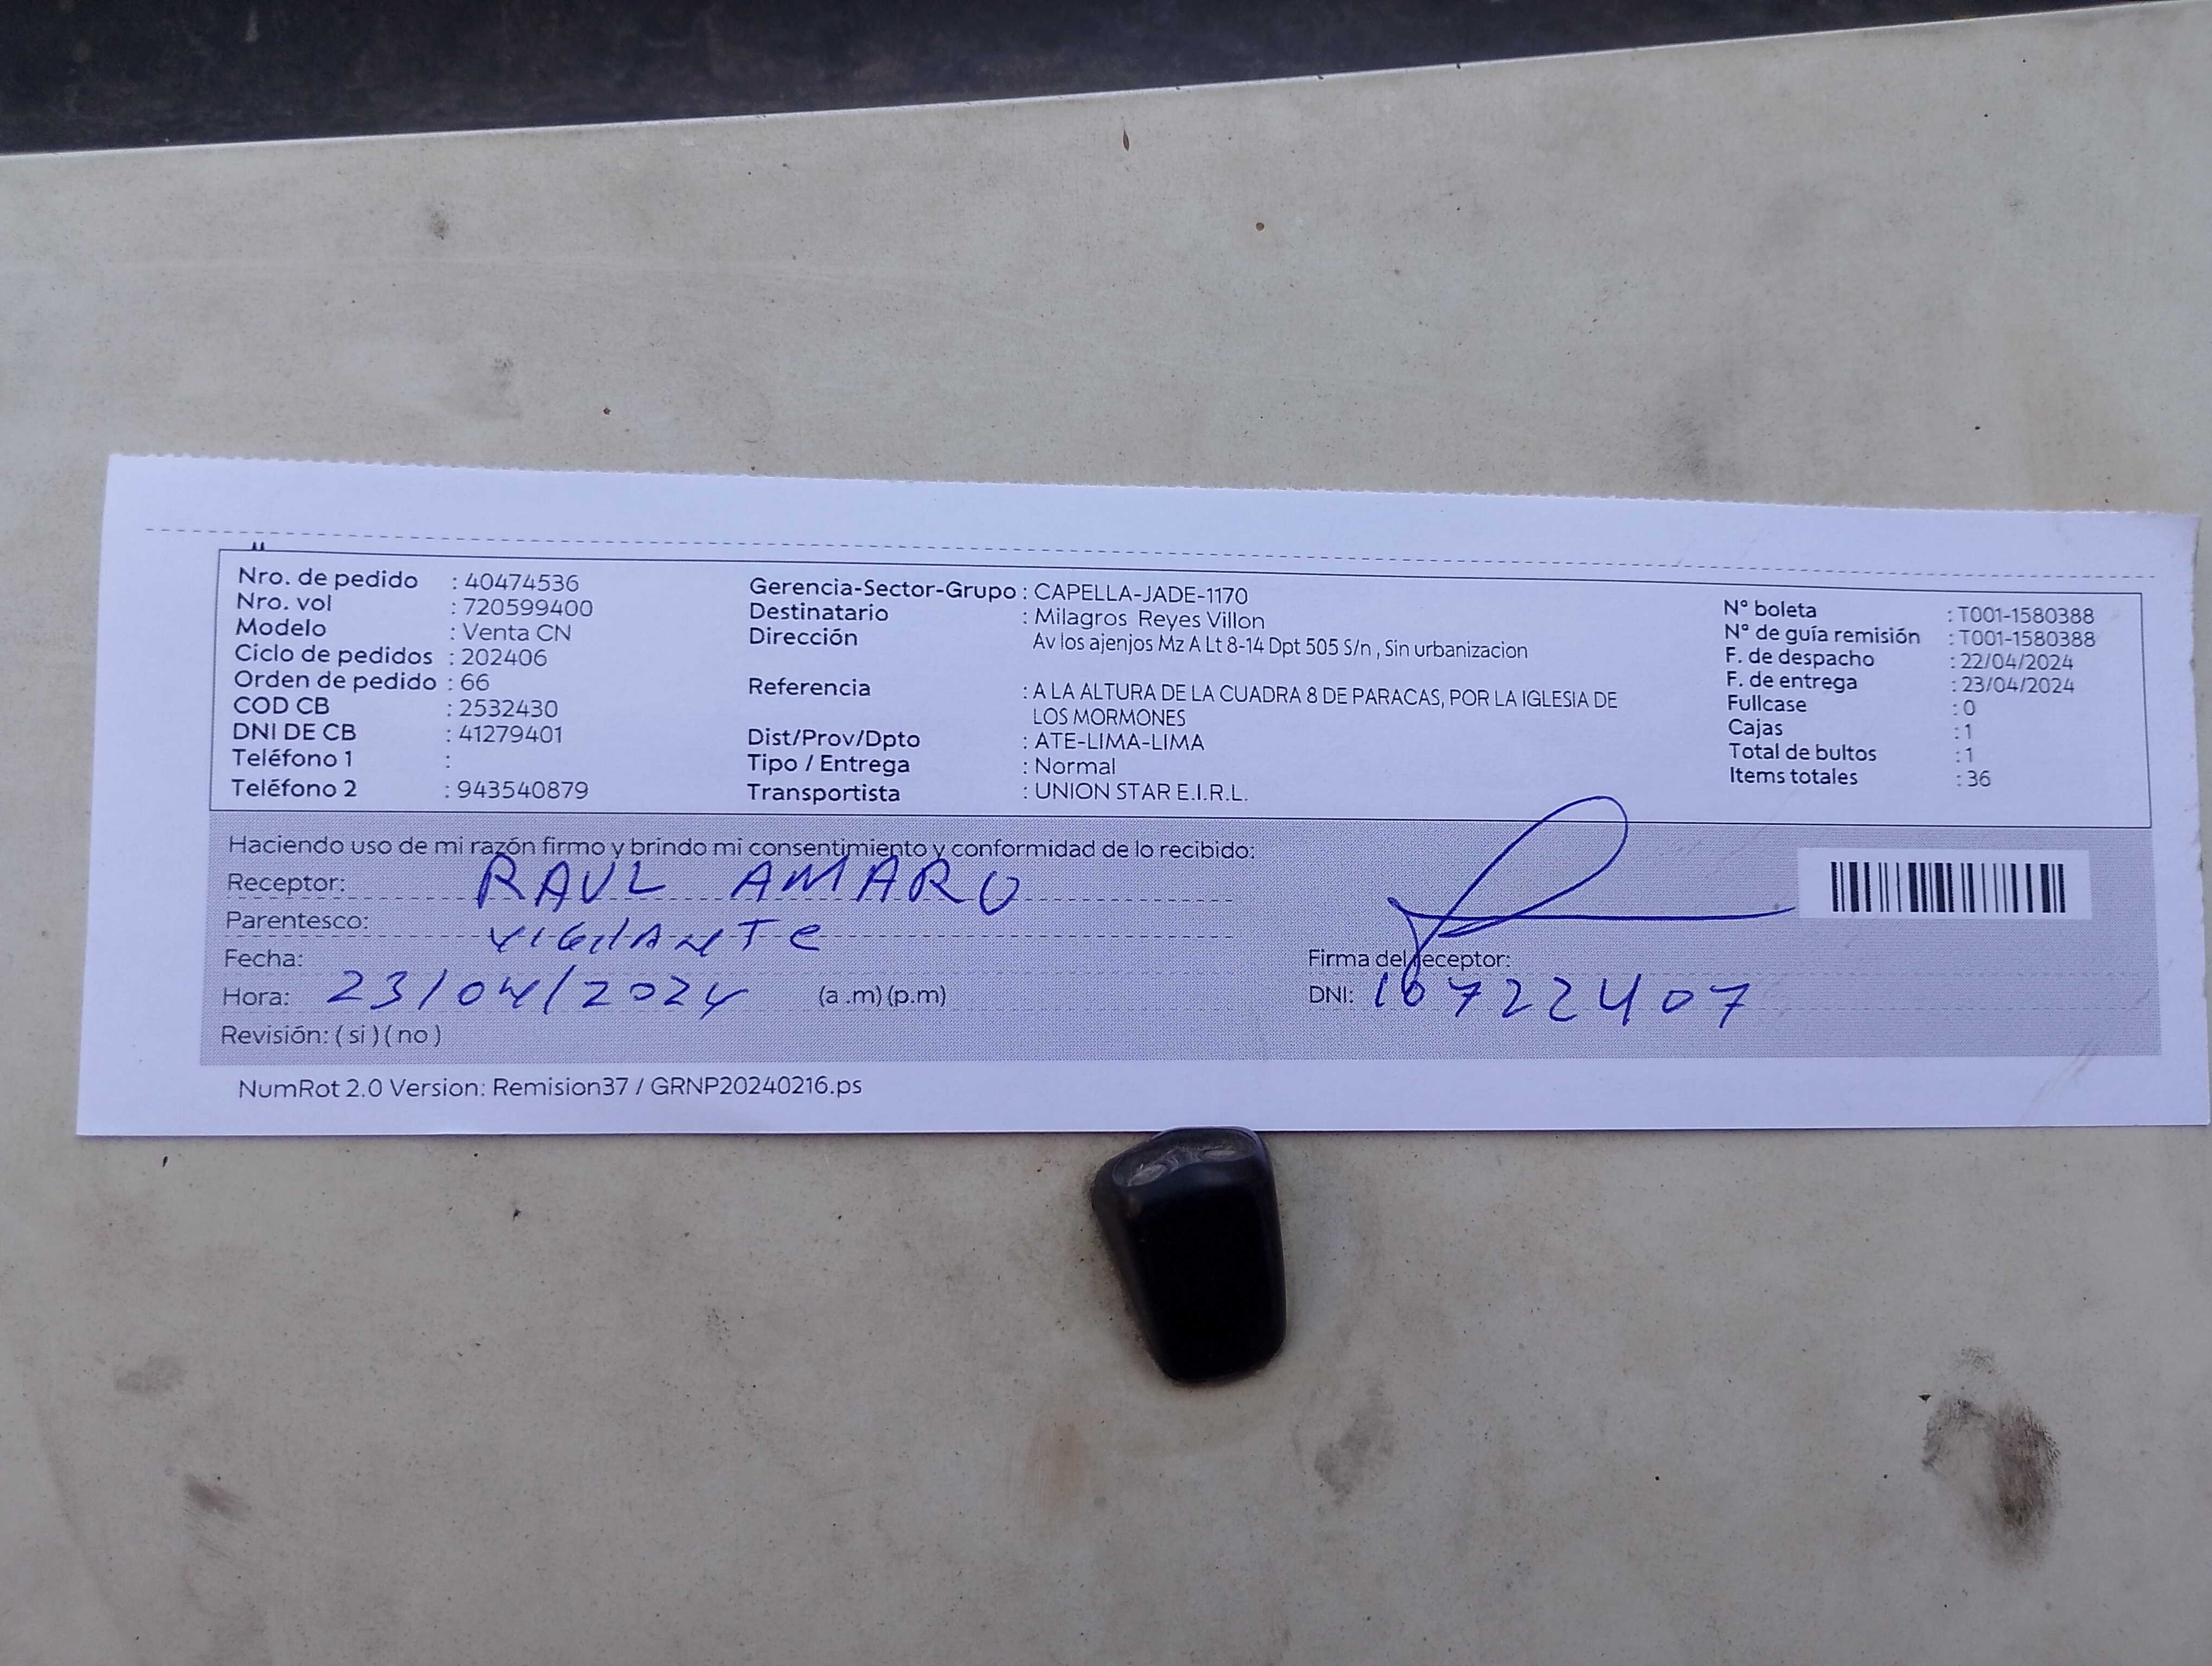 Nro. de pedido : 40474536
Nro. vol : 720599400
Modelo : Venta CN
Ciclo de pedidos : 202406
Orden de pedido : 66
COD CB : 2532430
DNI DE CB : 41279401
Teléfono 1 :
Teléfono 2 : 943540879
Gerencia-Sector-Grupo : CAPELLA-JADE-1170
Destinatario : Milagros Reyes Villon
Dirección Av los ajenjos Mz A Lt 8-14 Dpt 505 S/n , Sin urbanizacion
Referencia : A LA ALTURA DE LA CUADRA 8 DE PARACAS, POR LA IGLESIA DE
LOS MORMONES
Dist/Prov/Dpto : ATE-LIMA-LIMA
Tipo / Entrega : Normal
Transportista : UNION STAR E.I.R.L.
N° boleta : T001-1580388
N° de guía remisión : T001-1580388
F. de despacho : 22/04/2024
F. de entrega : 23/04/2024
Fullcase : 0
Cajas : 1
Total de bultos : 1
Items totales : 36
Haciendo uso de mi razón firmo y brindo mi consentimiento y conformidad de lo recibido:
Receptor: RAUL AMARO
Parentesco: VIGILANTE
Fecha:
Hora: 23/04/2024 (a .m) (p.m)
Revisión: ( si ) ( no )
Firma del receptor:
DNI: 10722407
NumRot 2.0 Version: Remision37 / GRNP20240216.ps